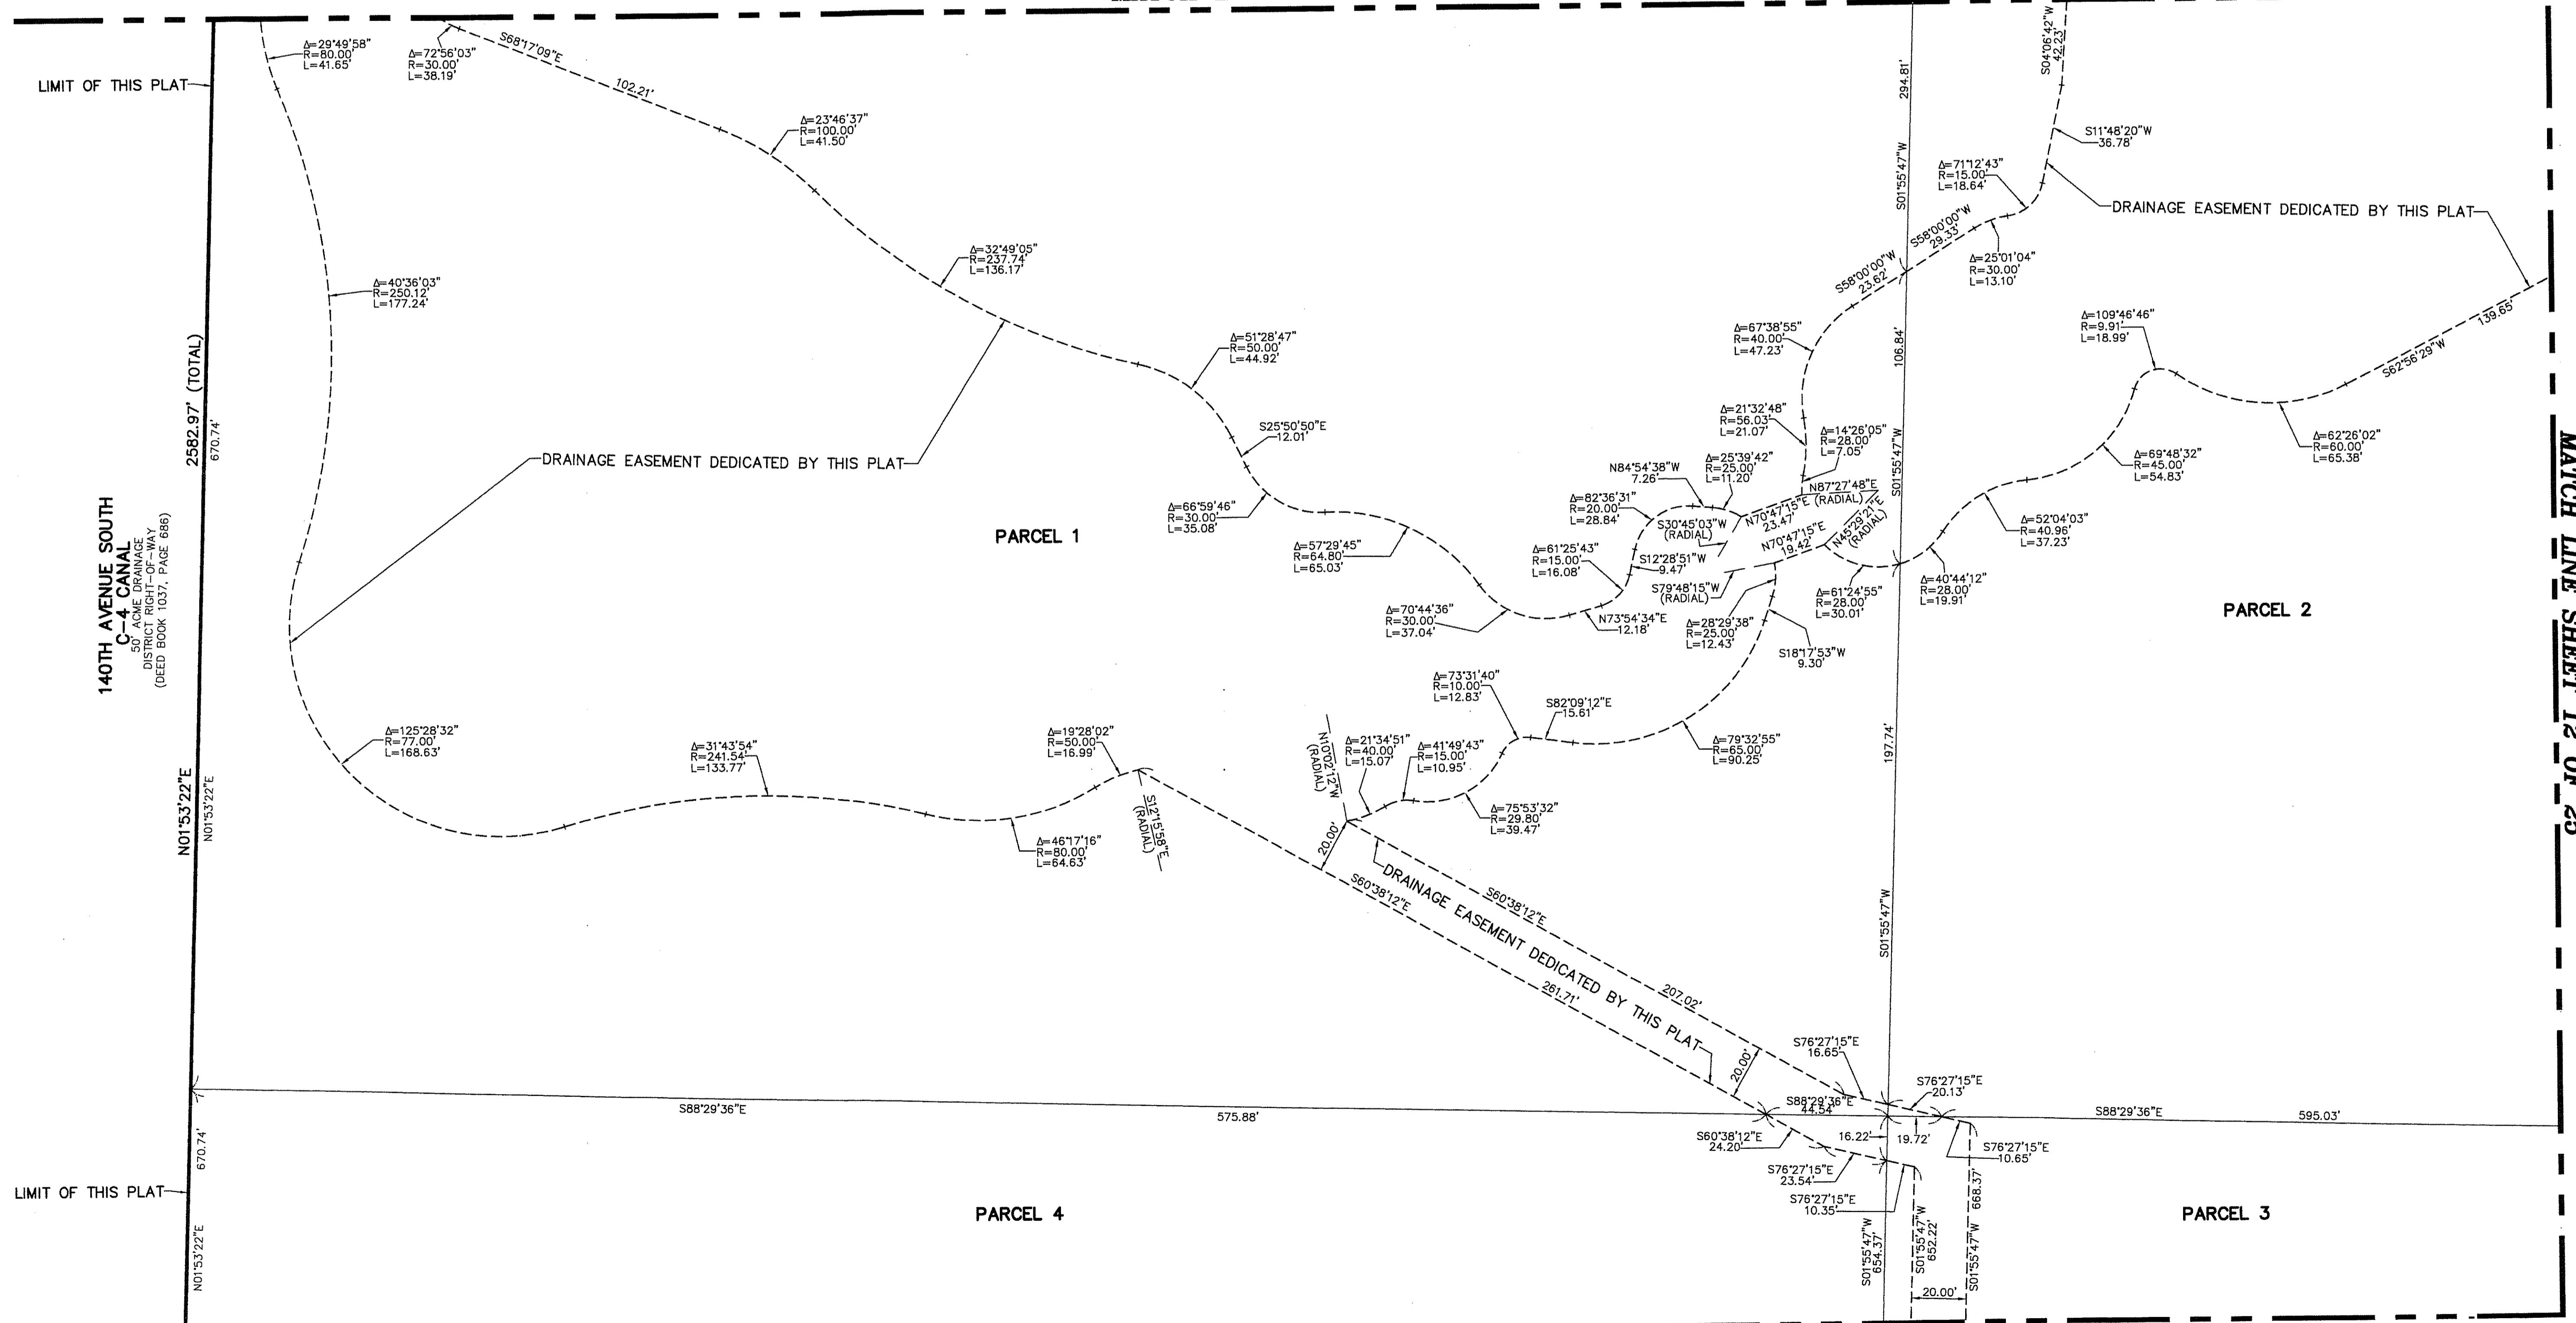 Δ=29°49'58"
R=80.00'
L=41.65'
Δ=72°56'03"
R=30.00'
L=38.19'
S68°17'09"E
102.21'
LIMIT OF THIS PLAT
Δ=23°46'37"
R=100.00'
L=41.50'
294.81'
S04°06'42"W
42.23'
S11°48'20"W
36.78'
S01°55'47"W
Δ=71°12'43"
R=15.00'
L=18.64'
DRAINAGE EASEMENT DEDICATED BY THIS PLAT
S58°00'00"W
29.33'
Δ=25°01'04"
R=30.00'
L=13.10'
S58°00'00"W
23.62'
Δ=32°49'05"
R=237.74'
L=136.17'
Δ=40°36'03"
R=250.12'
L=177.24'
Δ=51°28'47"
R=50.00'
L=44.92'
Δ=67°38'55"
R=40.00'
L=47.23'
106.84'
Δ=109°46'46"
R=9.91'
L=18.99'
139.65'
S62°56'29"W
2582.97' (TOTAL)
670.74'
S25°50'50"E
12.01'
Δ=21°32'48"
R=56.03'
L=21.07'
Δ=14°26'05"
R=28.00'
L=7.05'
S01°55'47"W
Δ=62°26'02"
R=60.00'
L=65.38'
Δ=69°48'32"
R=45.00'
L=54.83'
DRAINAGE EASEMENT DEDICATED BY THIS PLAT
N84°54'38"W
7.26'
Δ=25°39'42"
R=25.00'
L=11.20'
N87°27'48"E
(RADIAL)
Δ=66°59'46"
R=30.00'
L=35.08'
Δ=82°36'31"
R=20.00'
L=28.84'
S30°45'03"W
(RADIAL)
N70°47'15"E
23.47'
N45°29'21"E
(RADIAL)
N70°47'15"E
19.42'
Δ=52°04'03"
R=40.96'
L=37.23'
PARCEL 1
Δ=57°29'45"
R=64.80'
L=65.03'
Δ=61°25'43"
R=15.00'
L=16.08'
S12°28'51"W
9.47'
S79°48'15"W
(RADIAL)
Δ=61°24'55"
R=28.00'
L=30.01'
Δ=40°44'12"
R=28.00'
L=19.91'
PARCEL 2
MATCH LINE SHEET 12 OF 25
140TH AVENUE SOUTH
C-4 CANAL
50' ACME DRAINAGE
DISTRICT RIGHT-OF-WAY
(DEED BOOK 1037, PAGE 686)
Δ=70°44'36"
R=30.00'
L=37.04'
N73°54'34"E
12.18'
Δ=28°29'38"
R=25.00'
L=12.43'
S18°17'53"W
9.30'
Δ=73°31'40"
R=10.00'
L=12.83'
S82°09'12"E
15.61'
Δ=125°28'32"
R=77.00'
L=168.63'
Δ=31°43'54"
R=241.54'
L=133.77'
Δ=19°28'02"
R=50.00'
L=16.99'
N10°02'12"W
(RADIAL)
Δ=21°34'51"
R=40.00'
L=15.07'
Δ=41°49'43"
R=15.00'
L=10.95'
Δ=79°32'55"
R=65.00'
L=90.25'
197.74'
N01°53'22"E
N01°53'22"E
S12°15'58"E
(RADIAL)
Δ=75°53'32"
R=29.80'
L=39.47'
Δ=46°17'16"
R=80.00'
L=64.63'
20.00'
S60°38'12"E
S60°38'12"E
DRAINAGE EASEMENT DEDICATED BY THIS PLAT
S01°55'47"W
261.71'
207.02'
20.00'
S76°27'15"E
16.65'
S76°27'15"E
20.13'
S88°29'36"E
575.88'
S88°29'36"E
44.54'
S88°29'36"E
595.03'
670.74'
S60°38'12"E
24.20'
16.22'
19.72'
S76°27'15"E
10.65'
S76°27'15"E
23.54'
S76°27'15"E
10.35'
LIMIT OF THIS PLAT
PARCEL 4
PARCEL 3
668.37'
S01°55'47"W
N01°53'22"E
S01°55'47"W
654.37'
S01°55'47"W
652.22'
20.00'